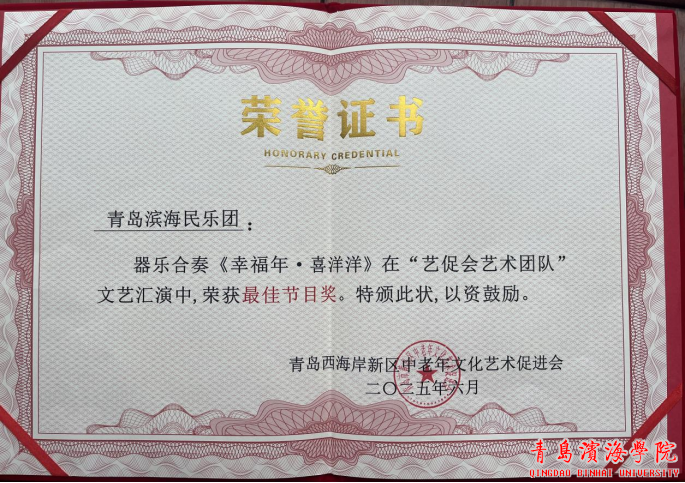 荣誉证书
HONORARY CREDENTIAL
青岛滨海民乐团：
器乐合奏《幸福年·喜洋洋》在“艺促会艺术团队”
文艺汇演中,荣获最佳节目奖。特颁此状,以资鼓励。
青岛西海岸新区中老年文化艺术促进会
二〇二五年六月
青島濱海學院
QINGDAO BINHAI UNIVERSITY